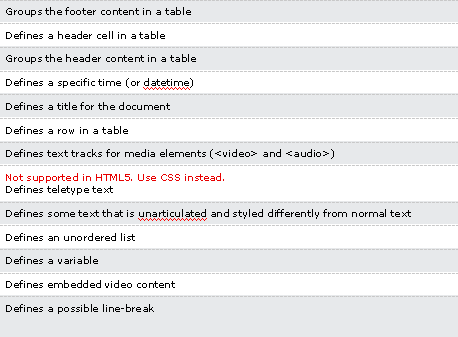 Groups the footer content in a table
Defines a header cell in a table
Groups the header content in a table
Defines a specific time (or datetime)
Defines a title for the document
Defines a row in a table
Defines text tracks for media elements (<video> and <audio>)
Not supported in HTML5. Use CSS instead.
Defines teletype text
Defines some text that is unarticulated and styled differently from normal text
Defines an unordered list
Defines a variable
Defines embedded video content
Defines a possible line-break